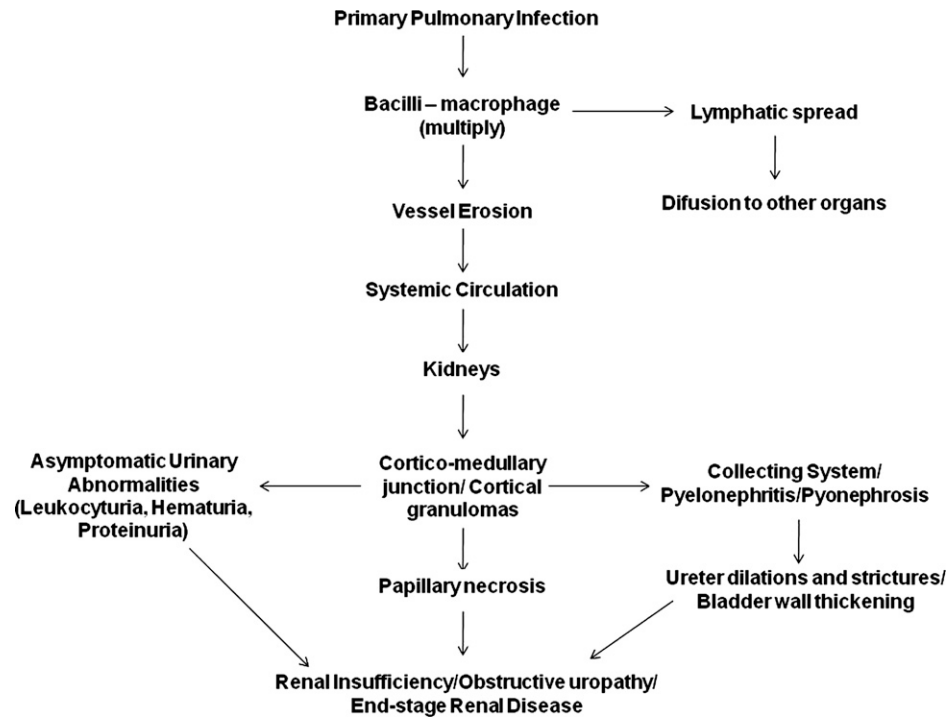 Primary Pulmonary Infection
Bacilli – macrophage
(multiply)
Lymphatic spread
Vessel Erosion
Difusion to other organs
Systemic Circulation
Kidneys
Asymptomatic Urinary
Abnormalities
(Leukocyturia, Hematuria,
Proteinuria)
Cortico-medullary
junction/ Cortical
granulomas
Collecting System/
Pyelonephritis/Pyonephrosis
Papillary necrosis
Ureter dilations and strictures/
Bladder wall thickening
Renal Insufficiency/Obstructive uropathy/
End-stage Renal Disease